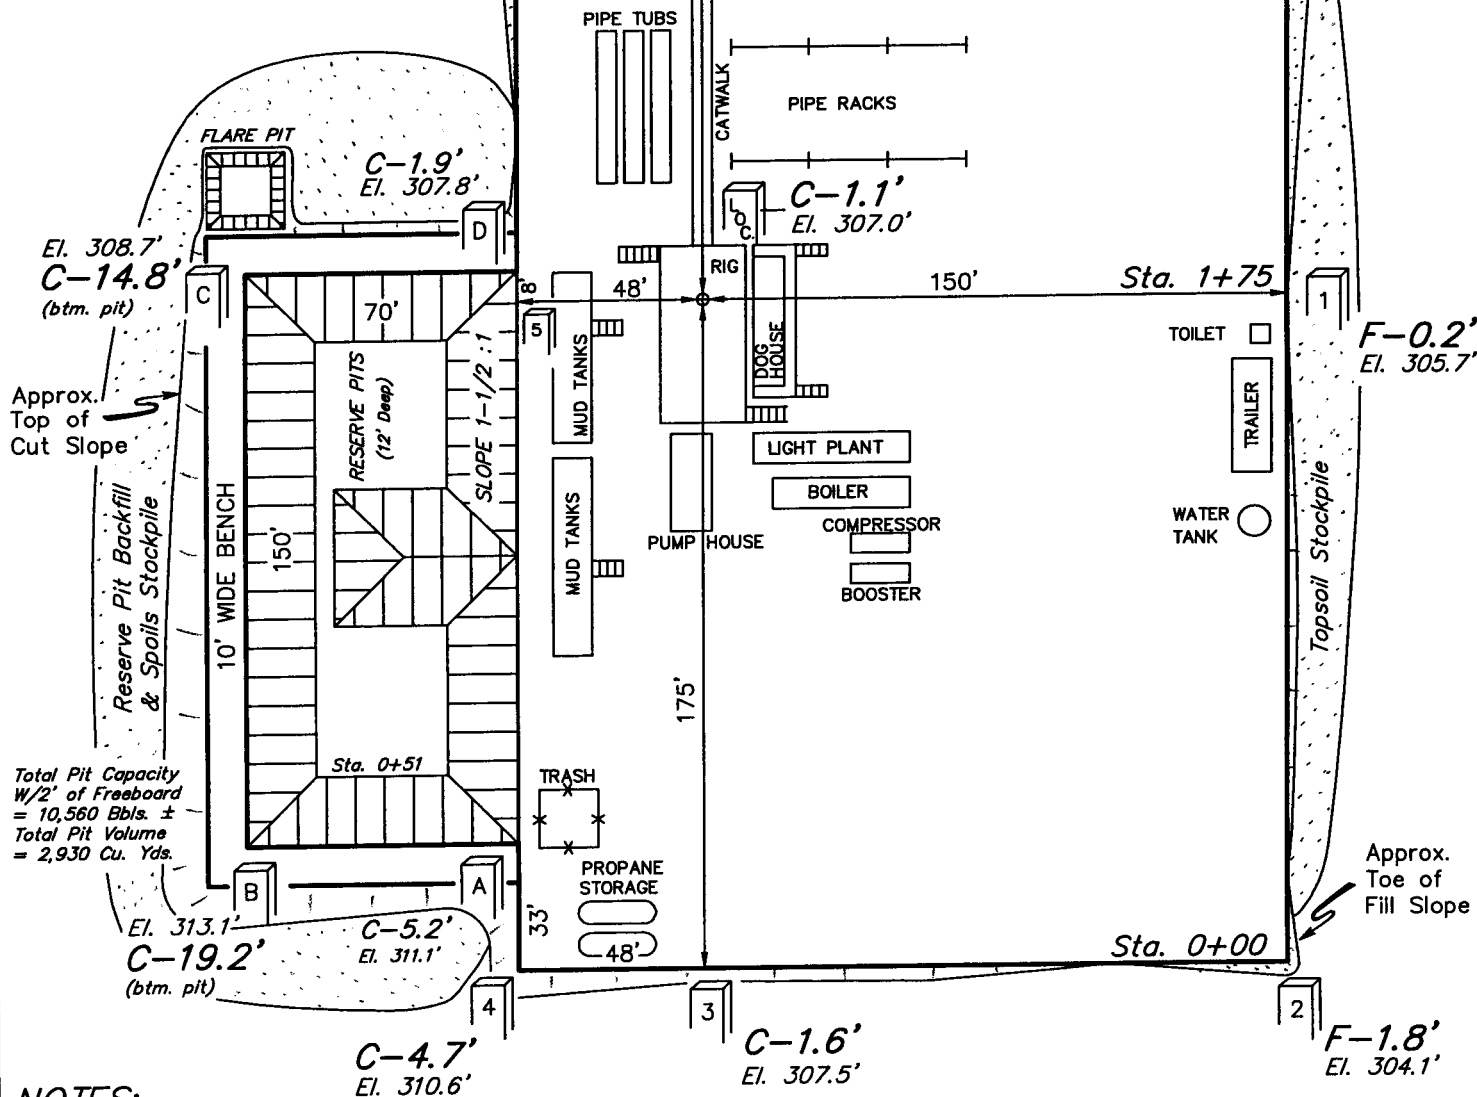 PIPE TUBS
CATWALK
PIPE RACKS
FLARE PIT
C-1.9'
El. 307.8'
D
LOC.
C-1.1'
El. 307.0'
El. 308.7'
C-14.8'
(btm. pit)
C
RIG
70'
8'
48'
150'
Sta. 1+75
1
5
F-0.2'
El. 305.7'
TOILET
TRAILER
DOG
HOUSE
MUD TANKS
RESERVE PITS
(12' Deep)
SLOPE 1-1/2 :1
Approx.
Top of
Cut Slope
LIGHT PLANT
BOILER
COMPRESSOR
BOOSTER
PUMP HOUSE
WATER
TANK
MUD TANKS
Reserve Pit Backfill
& Spoils Stockpile
10' WIDE BENCH
150'
Topsoil Stockpile
175'
Sta. 0+51
TRASH
Total Pit Capacity
W/2' of Freeboard
= 10,560 Bbls. ±
Total Pit Volume
= 2,930 Cu. Yds.
PROPANE
STORAGE
33'
48'
B
A
Approx.
Toe of
Fill Slope
El. 313.1'
C-19.2'
(btm. pit)
C-5.2'
El. 311.1'
Sta. 0+00
4
3
2
C-4.7'
El. 310.6'
C-1.6'
El. 307.5'
F-1.8'
El. 304.1'
NOTES: